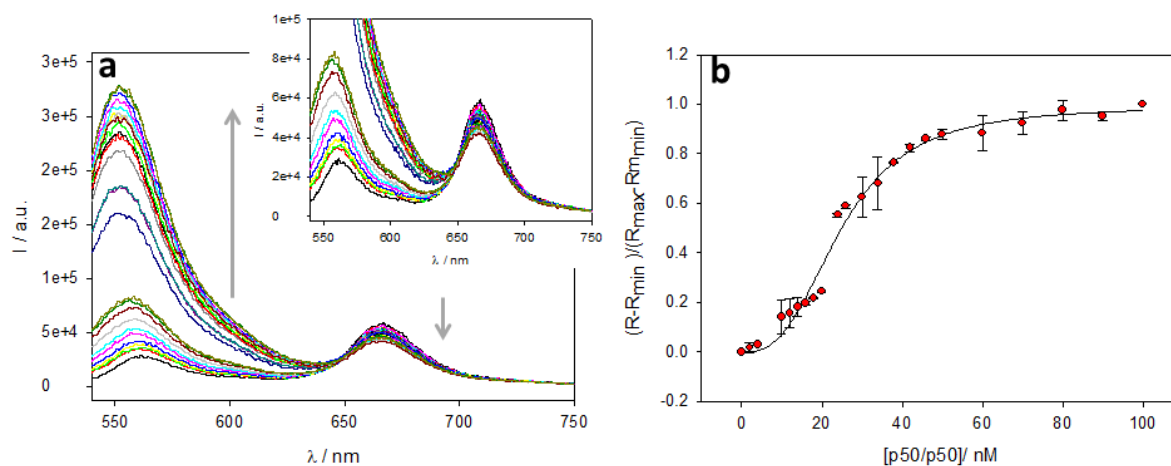 a
3e+5
3e+5
2e+5
2e+5
1e+5
5e+4
0
I / a.u.
550 600 650 700 750
λ / nm
1e+5
8e+4
6e+4
4e+4
2e+4
0
I / a.u.
550 600 650 700 750
λ / nm
b
1.2
1.0
0.8
0.6
0.4
0.2
0.0
-0.2
(R-Rmin )/(Rmax-Rmmin)
0 20 40 60 80 100
[p50/p50]/ nM